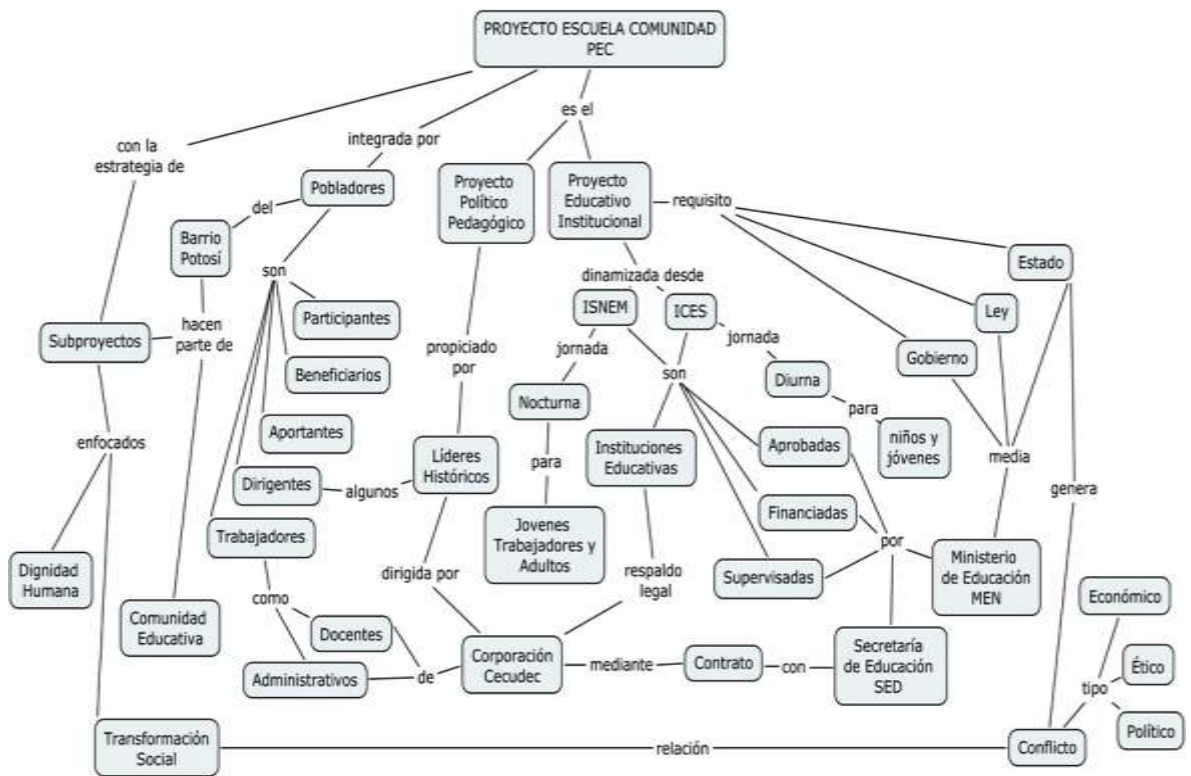 PROYECTO ESCUELA COMUNIDAD
PEC
es el
con la
estrategia de
integrada por
Pobladores
Proyecto
Político
Pedagógico
Proyecto
Educativo
Institucional
requisito
del
Barrio
Potosí
son
Estado
dinamizada desde
ISNEM
ICES
Ley
Participantes
hacen
parte de
Subproyectos
propiciado
por
jornada
jornada
Gobierno
son
Beneficiarios
Diurna
Nocturna
para
niños y
jóvenes
enfocados
Aportantes
Líderes
Históricos
Instituciones
Educativas
Aprobadas
media
para
Dirigentes
algunos
genera
Financiadas
Trabajadores
Jovenes
Trabajadores y
Adultos
por
Dignidad
Humana
dirigida por
respaldo
legal
Supervisadas
Ministerio
de Educación
MEN
como
Económico
Comunidad
Educativa
Docentes
Corporación
Cecudec
mediante
Contrato
con
Secretaría
de Educación
SED
Administrativos
de
Ético
tipo
Político
Transformación
Social
relación
Conflicto